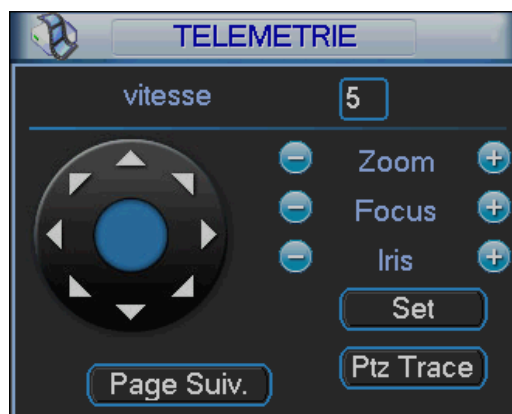 TELEMETRIE
vitesse 5
Zoom
Focus
Iris
Set
Ptz Trace
Page Suiv.